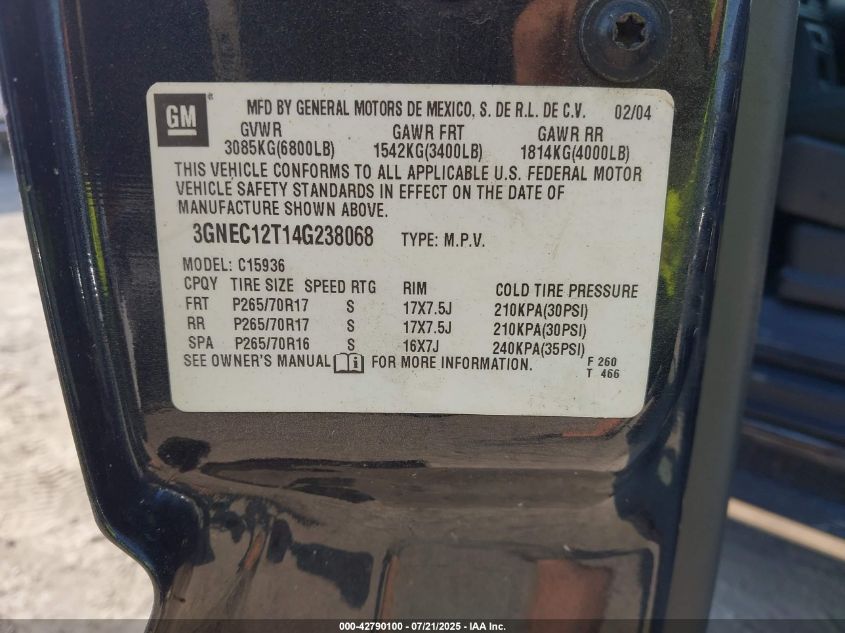 GM ® MFD BY GENERAL MOTORS DE MEXICO, S. DE R.L. DE C.V. 02/04
GVWR GAWR FRT GAWR RR
3085KG(6800LB) 1542KG(3400LB) 1814KG(4000LB)
THIS VEHICLE CONFORMS TO ALL APPLICABLE U.S. FEDERAL MOTOR
VEHICLE SAFETY STANDARDS IN EFFECT ON THE DATE OF
MANUFACTURE SHOWN ABOVE.
3GNEC12T14G238068 TYPE: M.P.V.
MODEL: C15936
CPQY TIRE SIZE SPEED RTG RIM COLD TIRE PRESSURE
FRT P265/70R17 S 17X7.5J 210KPA(30PSI)
RR P265/70R17 S 17X7.5J 210KPA(30PSI)
SPA P265/70R16 S 16X7J 240KPA(35PSI)
SEE OWNER'S MANUAL i FOR MORE INFORMATION.
F 260
T 466
000-42790100 - 07/21/2025 - IAA Inc.